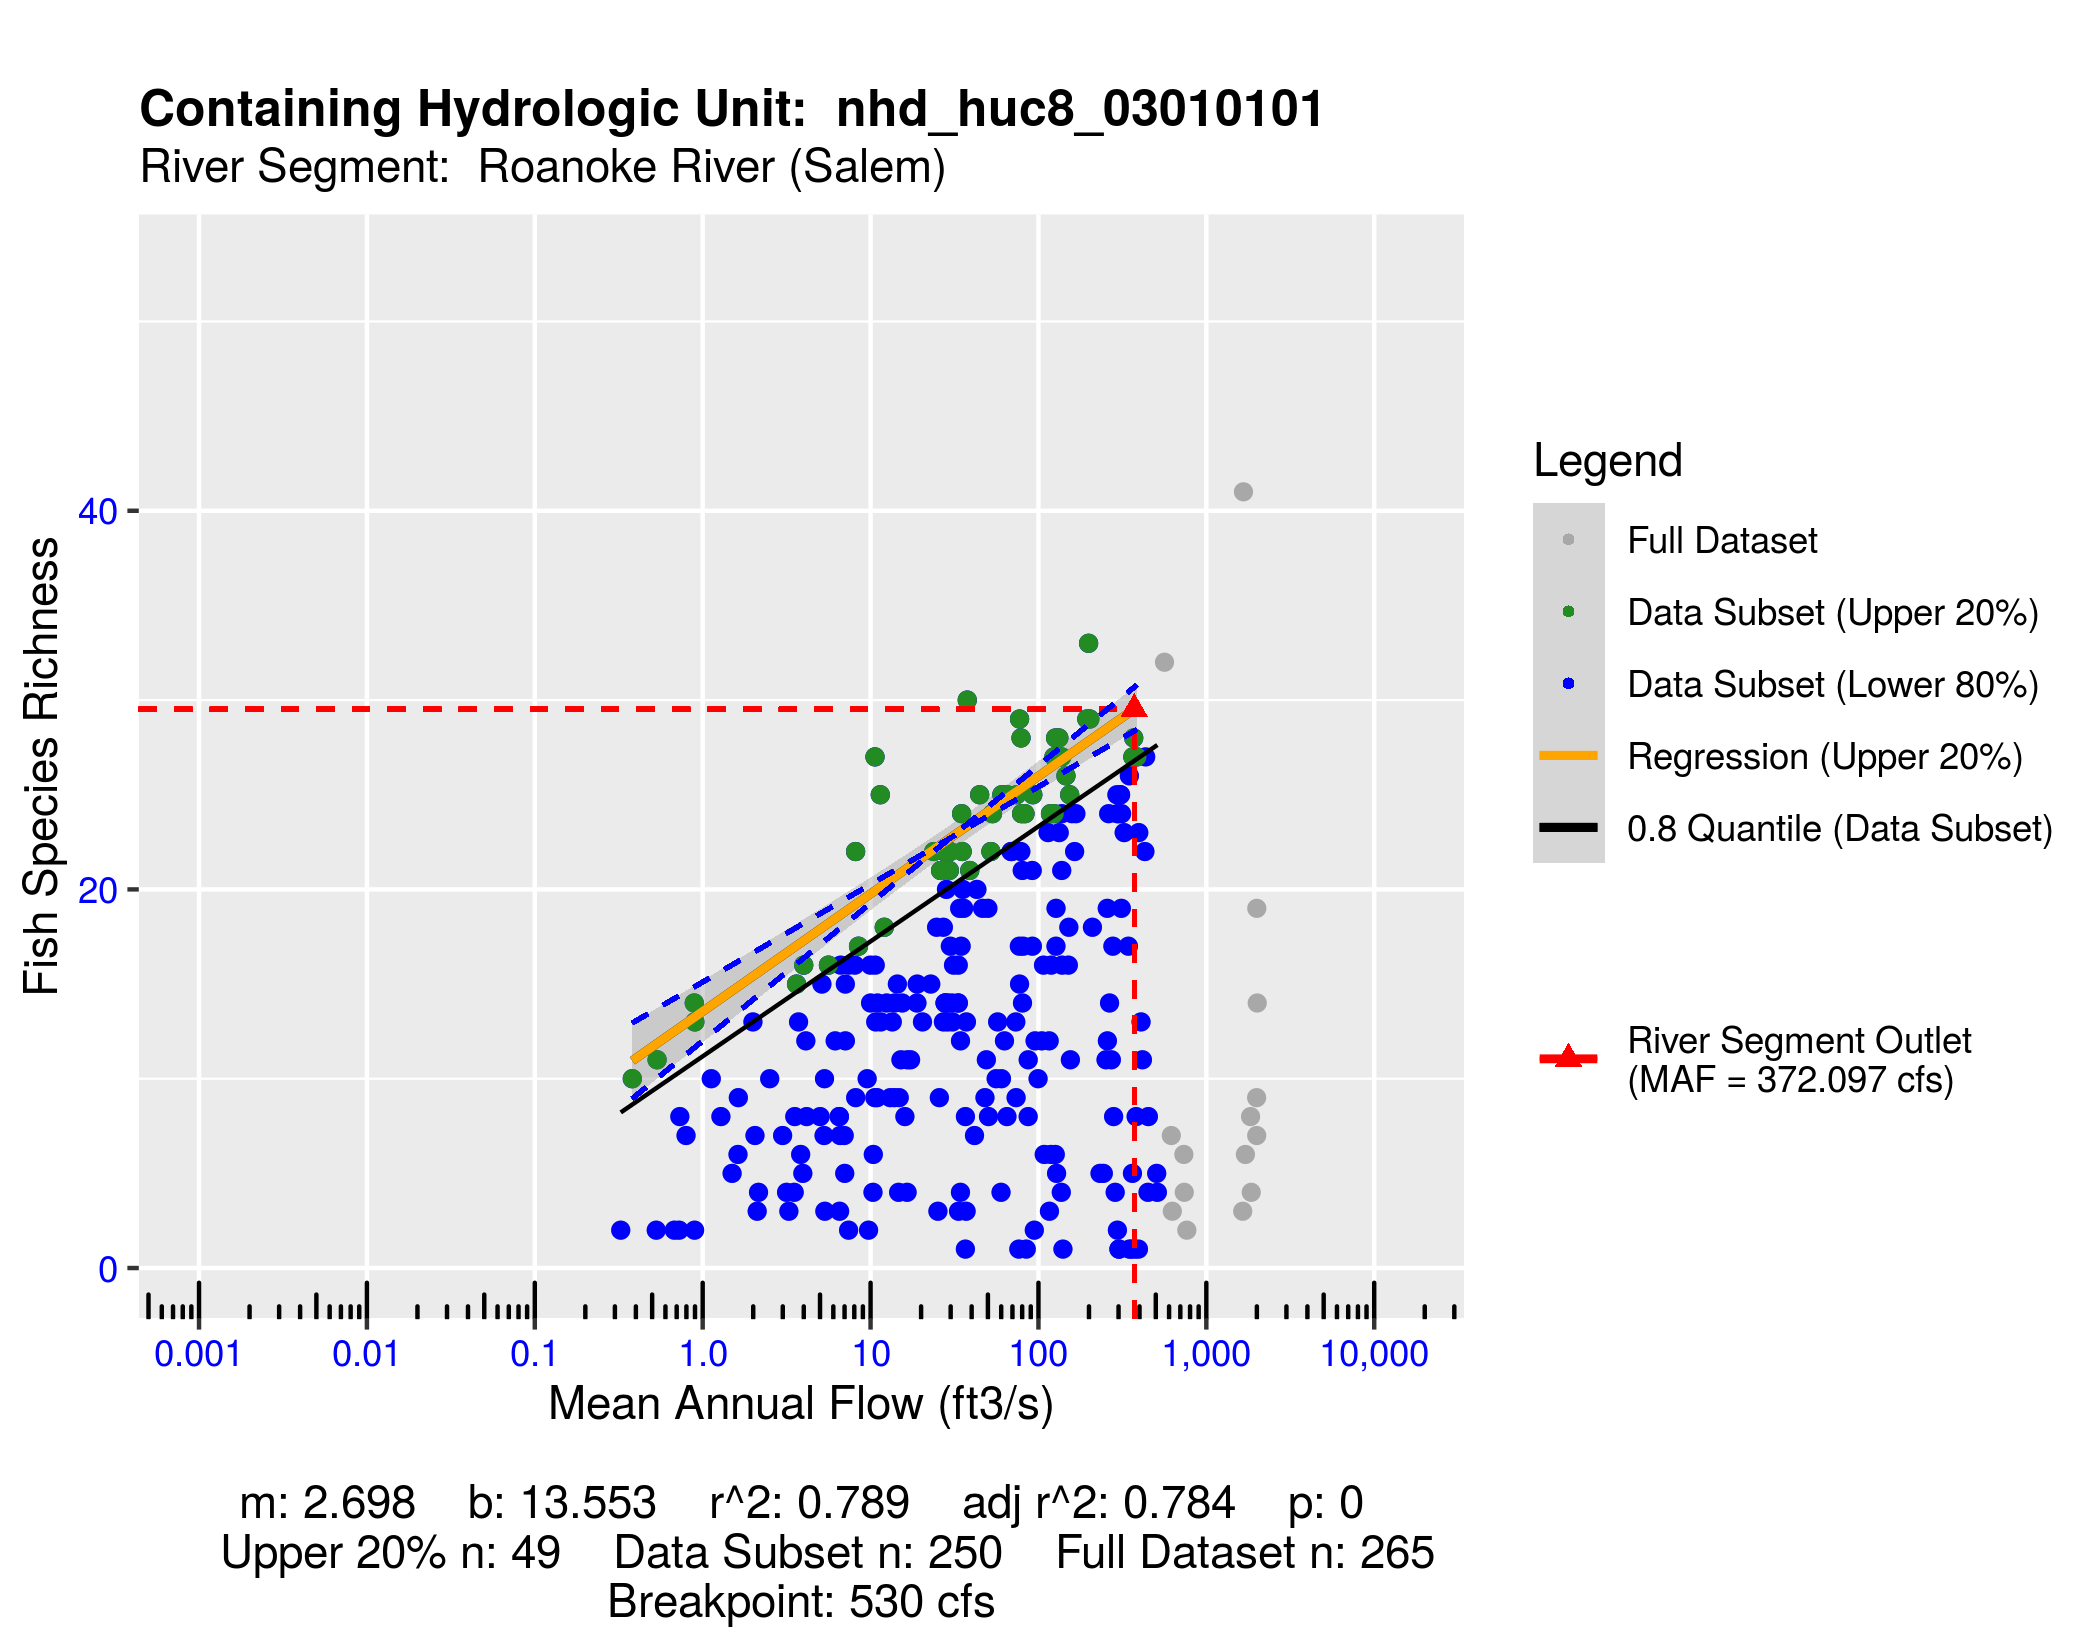 Containing Hydrologic Unit:  nhd_huc8_03010101
River Segment:  Roanoke River (Salem)
Fish Species Richness
40
20
0
0.001 0.01 0.1 1.0 10 100 1,000 10,000
Mean Annual Flow (ft3/s)
Legend
Full Dataset
Data Subset (Upper 20%)
Data Subset (Lower 80%)
Regression (Upper 20%)
0.8 Quantile (Data Subset)
River Segment Outlet
(MAF = 372.097 cfs)
m: 2.698    b: 13.553    r^2: 0.789    adj r^2: 0.784    p: 0
Upper 20% n: 49    Data Subset n: 250    Full Dataset n: 265
Breakpoint: 530 cfs